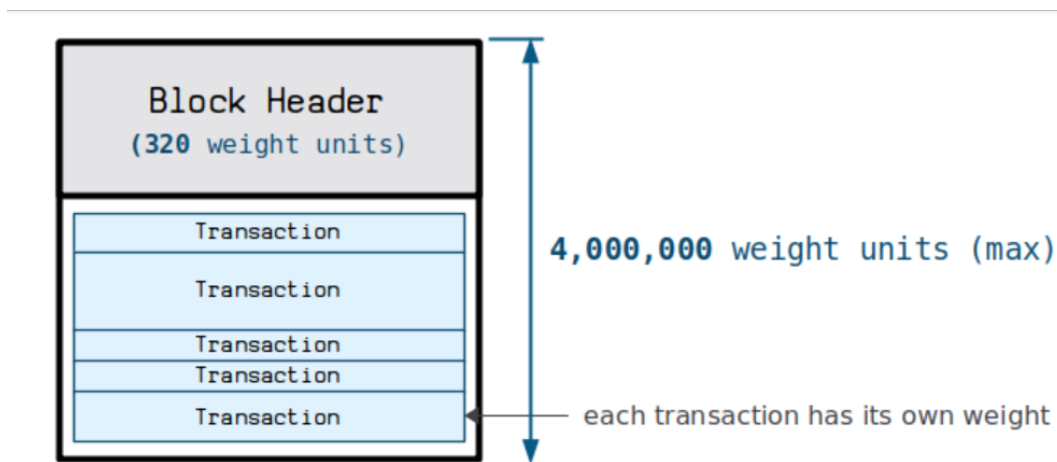 Block Header
(320 weight units)
Transaction
Transaction
4,000,000 weight units (max)
Transaction
Transaction
Transaction
each transaction has its own weight